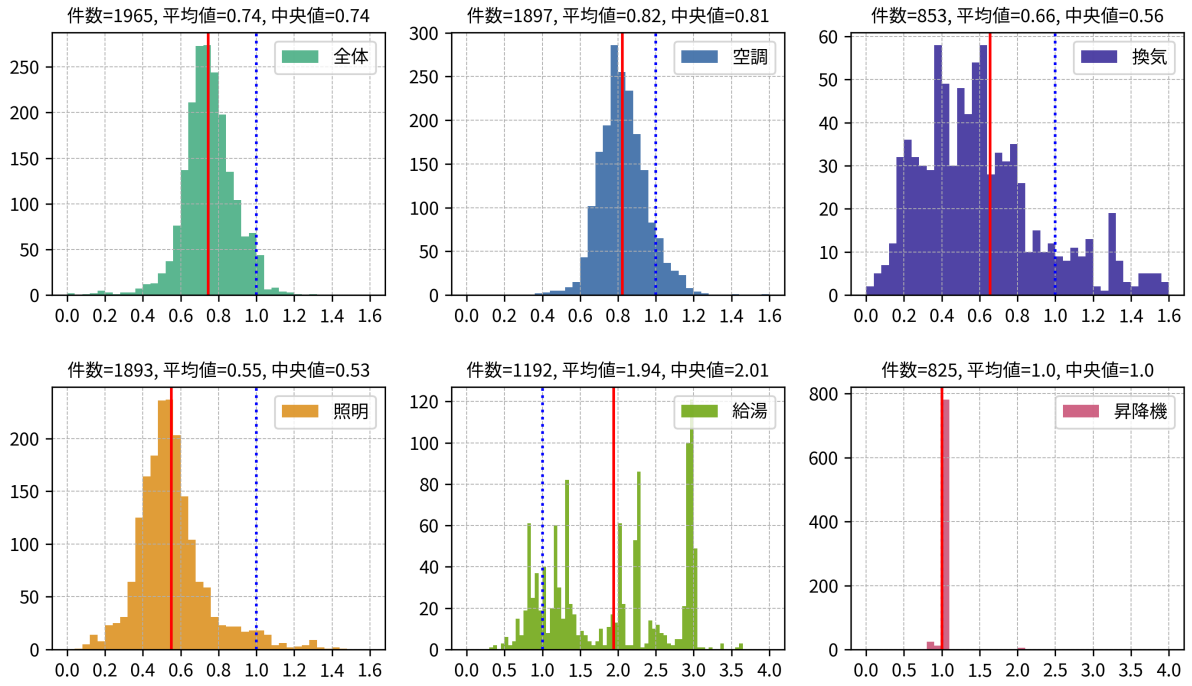 件数=1965, 平均値=0.74, 中央値=0.74
全体
250
200
150
100
50
0
0.0 0.2 0.4 0.6 0.8 1.0 1.2 1.4 1.6
件数=1897, 平均値=0.82, 中央値=0.81
空調
300
250
200
150
100
50
0
0.0 0.2 0.4 0.6 0.8 1.0 1.2 1.4 1.6
件数=853, 平均値=0.66, 中央値=0.56
換気
60
50
40
30
20
10
0
0.0 0.2 0.4 0.6 0.8 1.0 1.2 1.4 1.6
件数=1893, 平均値=0.55, 中央値=0.53
照明
200
150
100
50
0
0.0 0.2 0.4 0.6 0.8 1.0 1.2 1.4 1.6
件数=1192, 平均値=1.94, 中央値=2.01
給湯
120
100
80
60
40
20
0
0.0 0.5 1.0 1.5 2.0 2.5 3.0 3.5 4.0
件数=825, 平均値=1.0, 中央値=1.0
昇降機
800
600
400
200
0
0.0 0.5 1.0 1.5 2.0 2.5 3.0 3.5 4.0